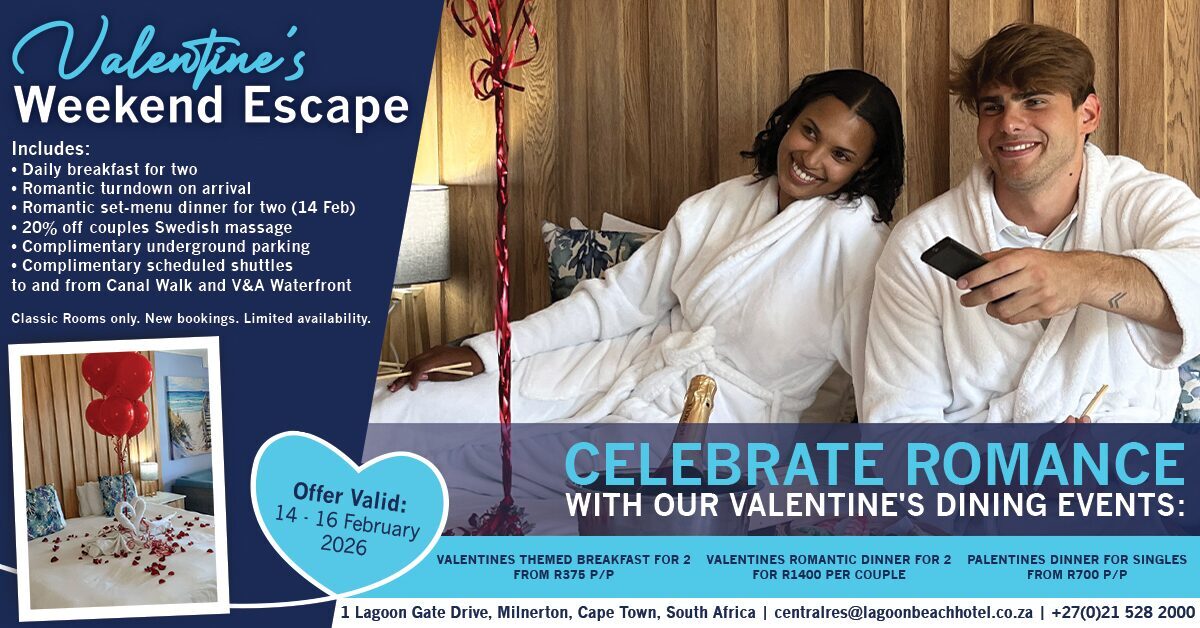 Valentine's
Weekend Escape
Includes:
• Daily breakfast for two
• Romantic turndown on arrival
• Romantic set-menu dinner for two (14 Feb)
• 20% off couples Swedish massage
• Complimentary underground parking
• Complimentary scheduled shuttles
to and from Canal Walk and V&A Waterfront
Classic Rooms only. New bookings. Limited availability.
Offer Valid:
14 - 16 February
2026
CELEBRATE ROMANCE
WITH OUR VALENTINE'S DINING EVENTS:
VALENTINES THEMED BREAKFAST FOR 2
FROM R375 P/P
VALENTINES ROMANTIC DINNER FOR 2
FOR R1400 PER COUPLE
PALENTINES DINNER FOR SINGLES
FROM R700 P/P
1 Lagoon Gate Drive, Milnerton, Cape Town, South Africa | centralres@lagoonbeachhotel.co.za | +27(0)21 528 2000